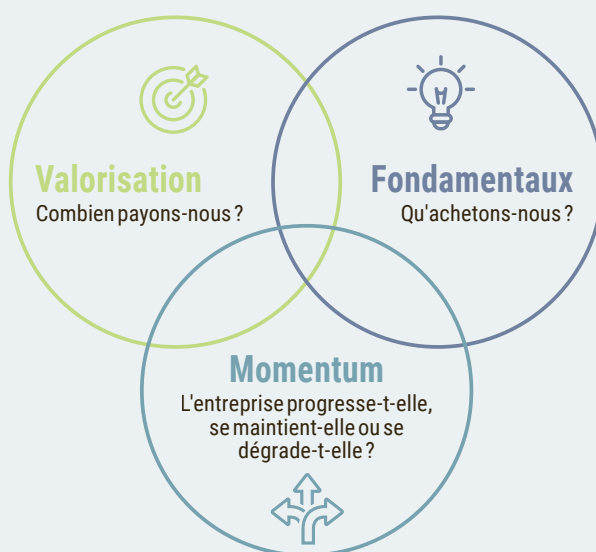 Valorisation
Combien payons-nous ?
Fondamentaux
Qu'achetons-nous ?
Momentum
L'entreprise progresse-t-elle,
se maintient-elle ou se
dégrade-t-elle ?